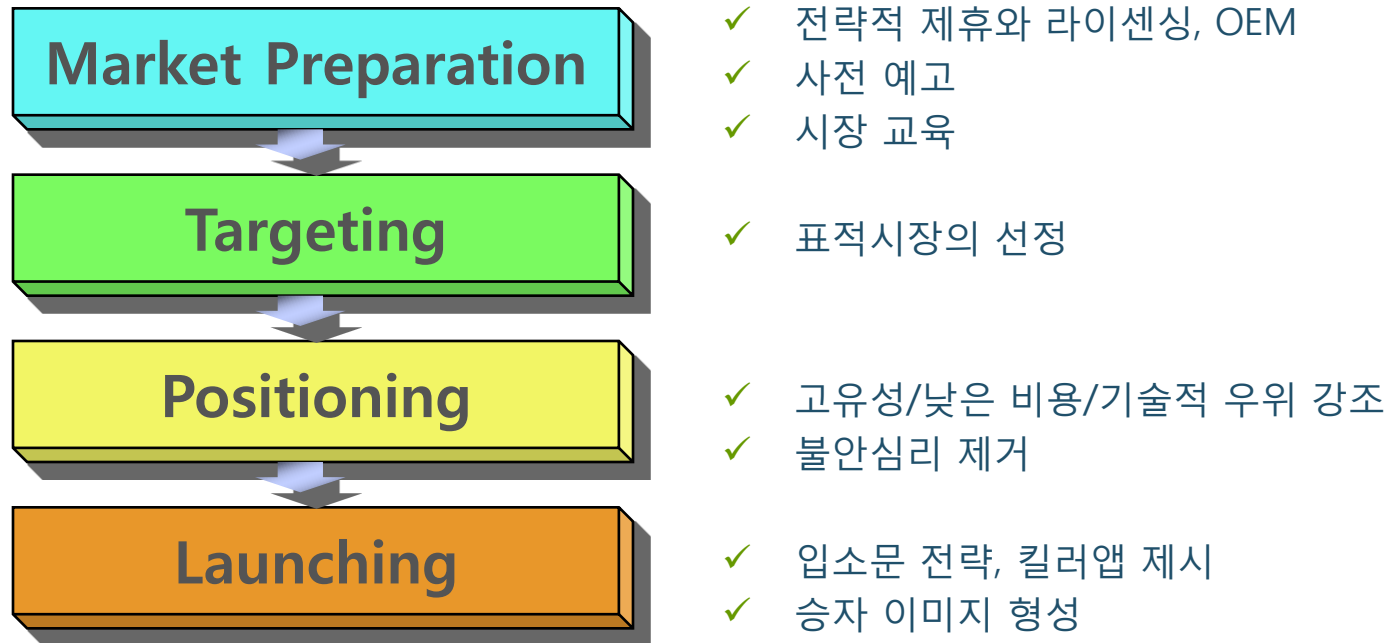 Market Preparation
✓ 전략적 제휴와 라이센싱, OEM
✓ 사전 예고
✓ 시장 교육
Targeting
✓ 표적시장의 선정
Positioning
✓ 고유성/낮은 비용/기술적 우위 강조
✓ 불안심리 제거
Launching
✓ 입소문 전략, 킬러앱 제시
✓ 승자 이미지 형성